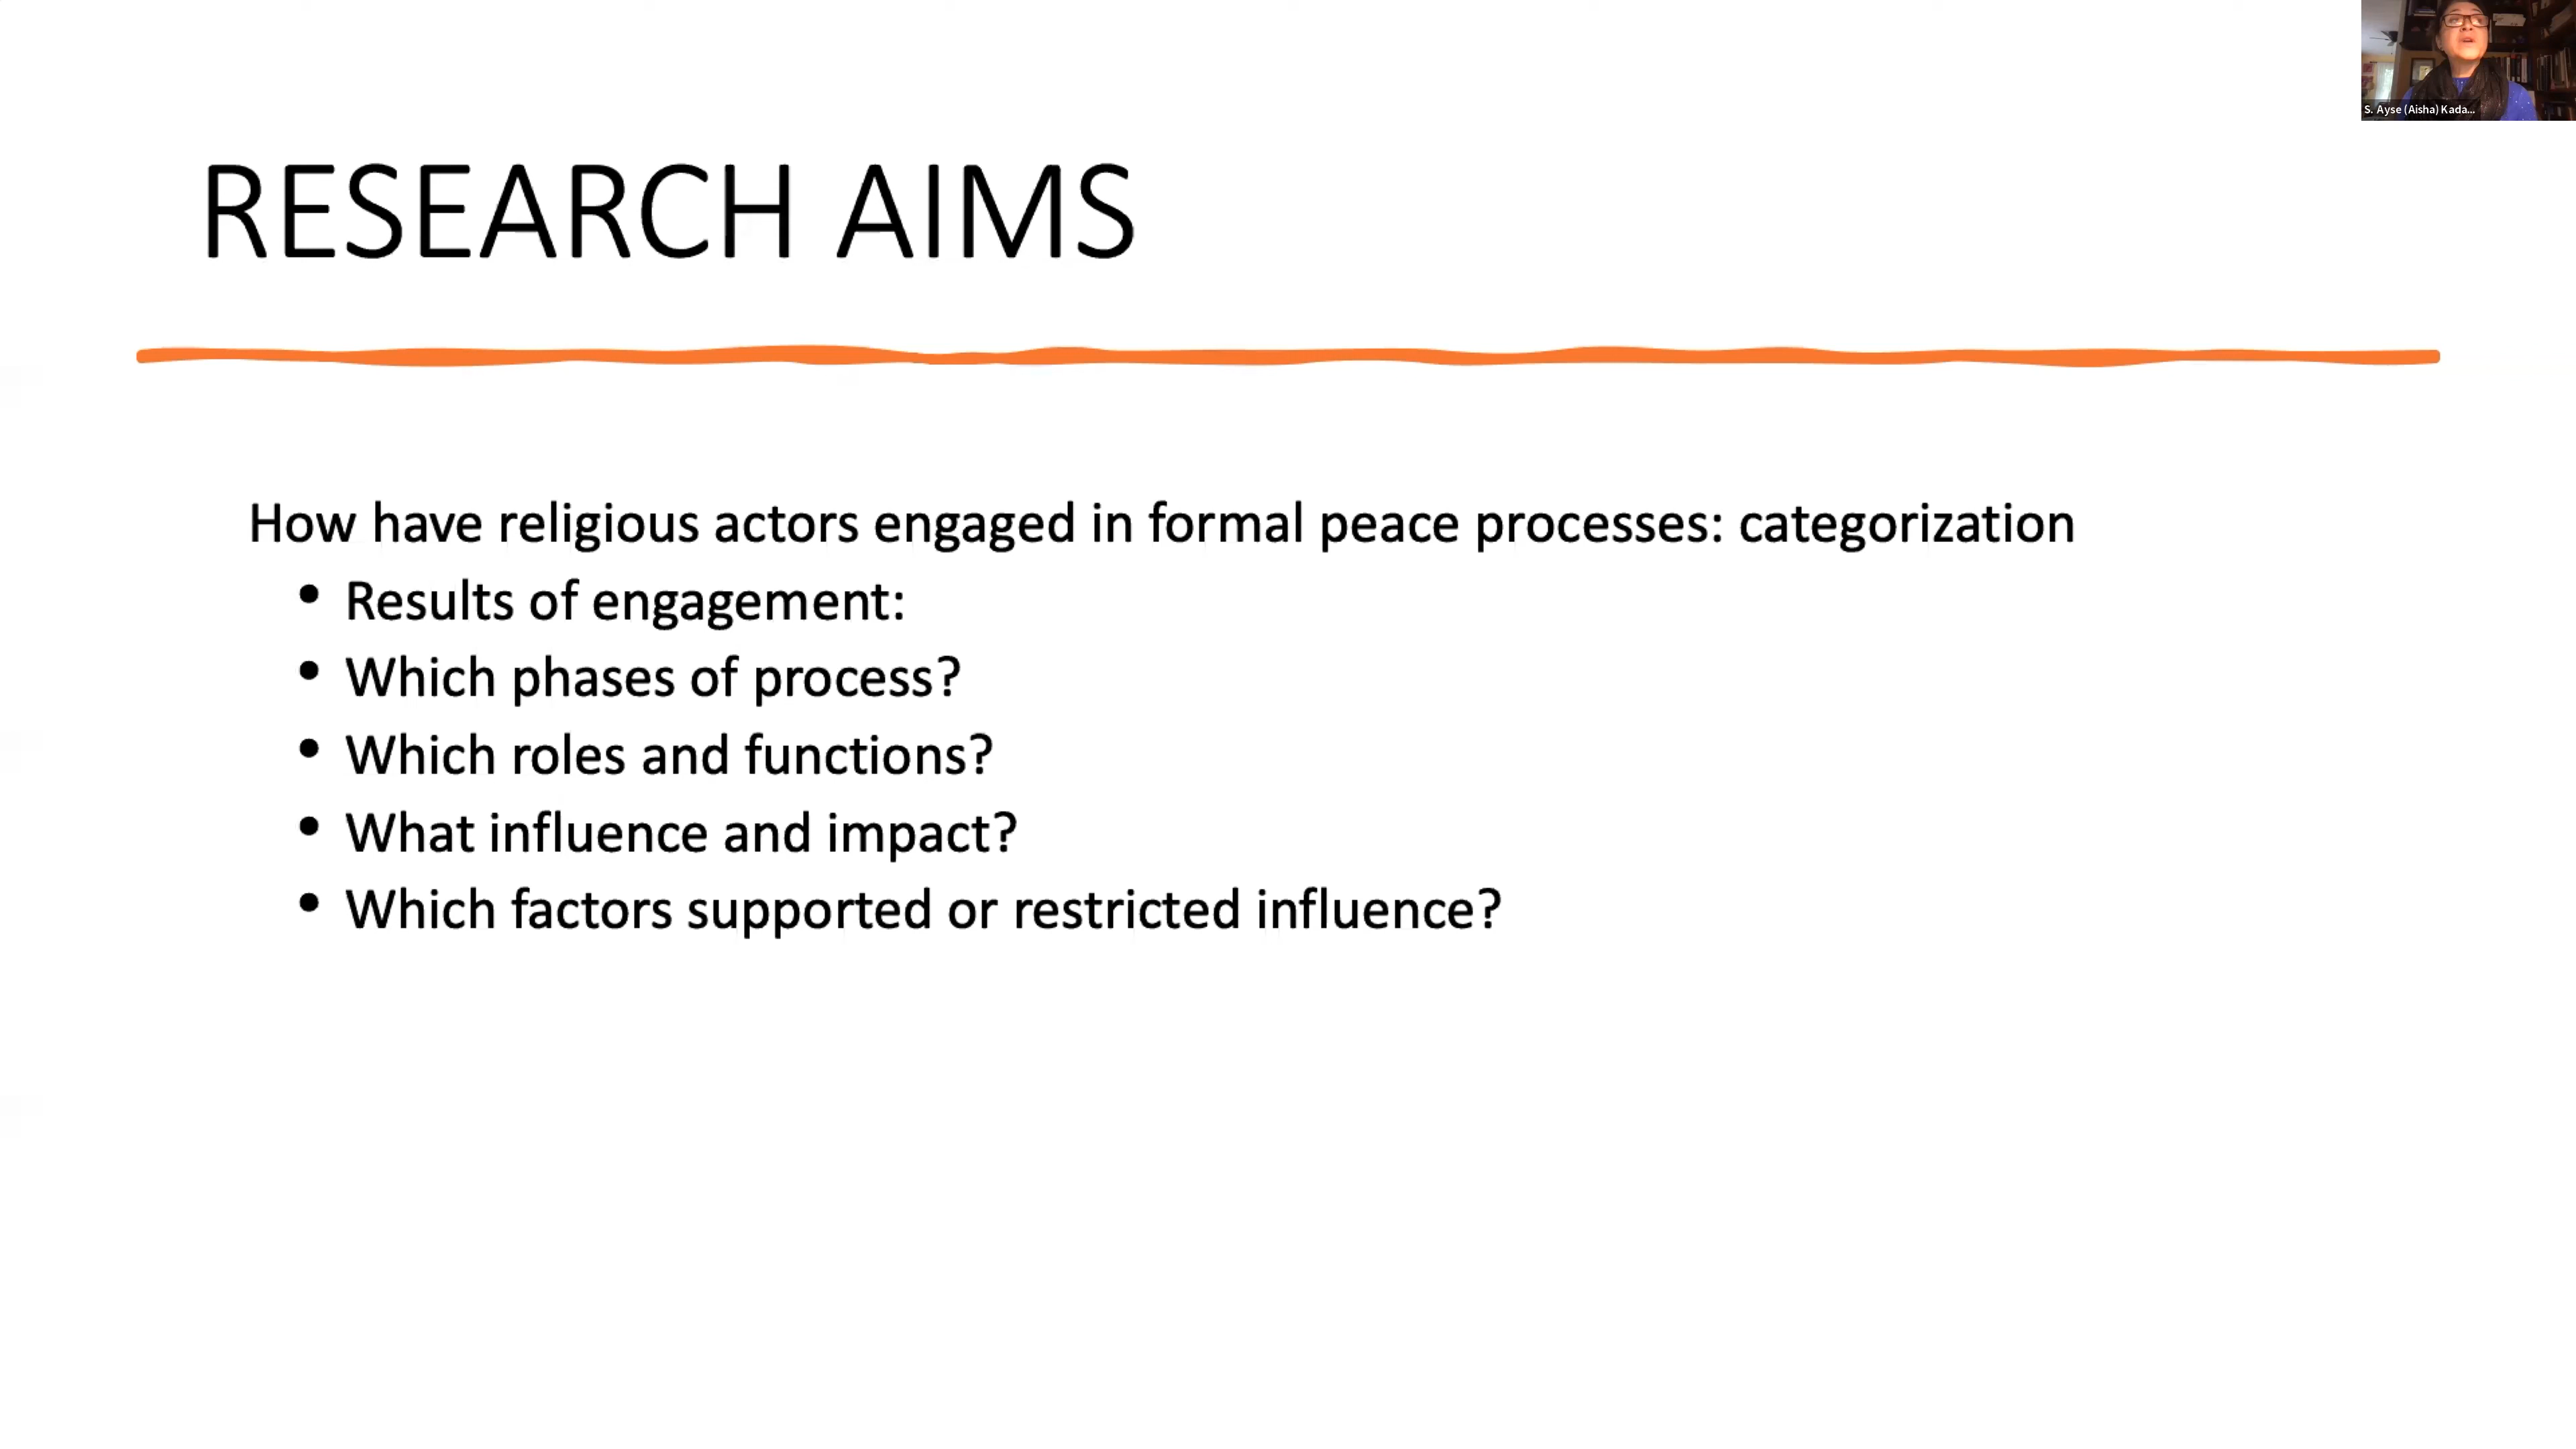 S. Ayse (Aisha) Kada...
RESEARCH AIMS
How have religious actors engaged in formal peace processes: categorization
• Results of engagement:
• Which phases of process?
• Which roles and functions?
• What influence and impact?
• Which factors supported or restricted influence?